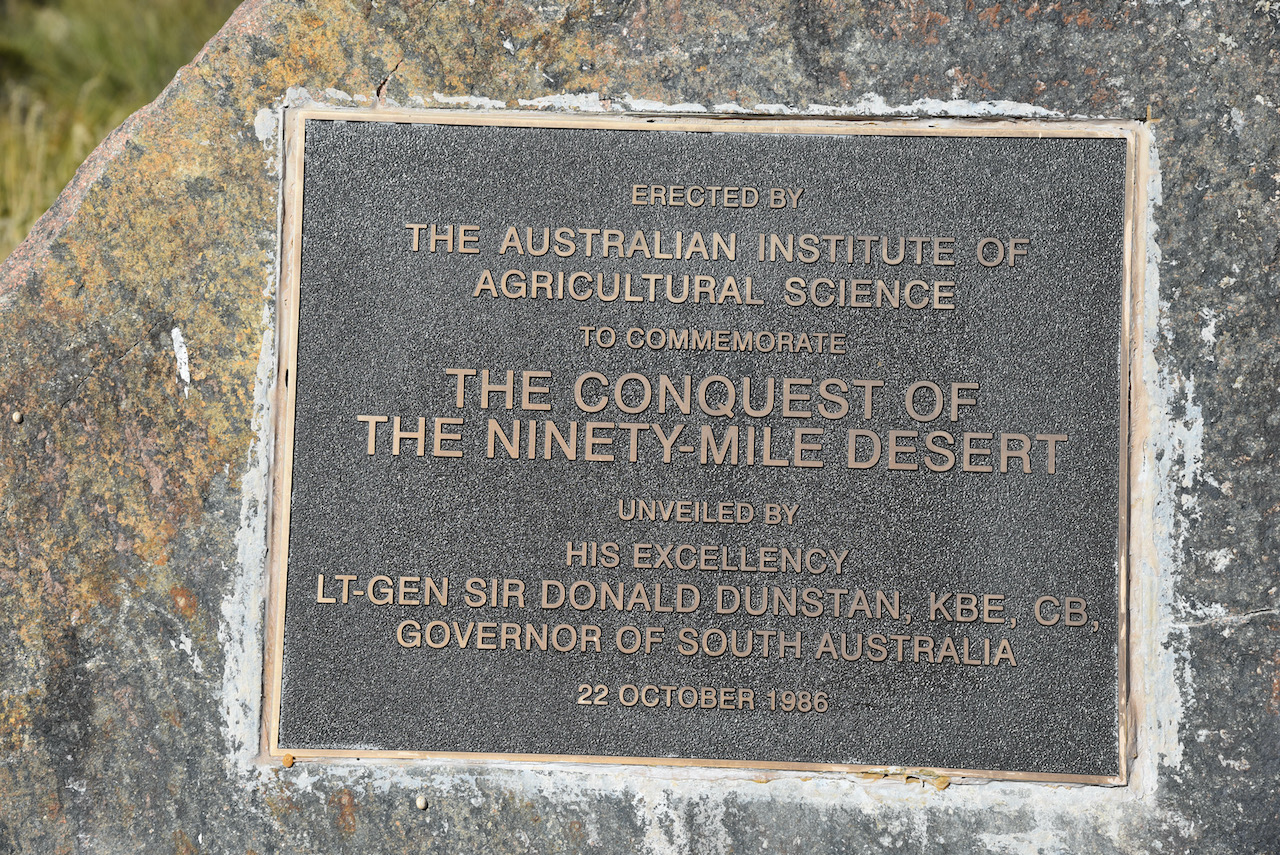 ERECTED BY
THE AUSTRALIAN INSTITUTE OF
AGRICULTURAL SCIENCE
TO COMMEMORATE
THE CONQUEST OF
THE NINETY-MILE DESERT
UNVEILED BY
HIS EXCELLENCY
LT-GEN SIR DONALD DUNSTAN, KBE, CB,
GOVERNOR OF SOUTH AUSTRALIA
22 OCTOBER 1986